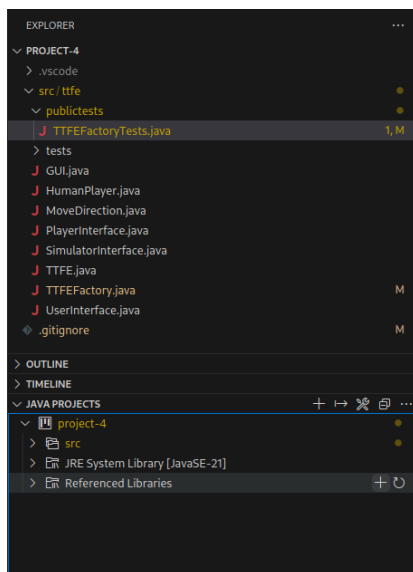 EXPLORER
PROJECT-4
.vscode
src/ttfe
publictests
TTFEFactoryTests.java 1, M
tests
GUI.java
HumanPlayer.java
MoveDirection.java
PlayerInterface.java
SimulatorInterface.java
TTFE.java
TTFEFactory.java M
UserInterface.java
.gitignore M
OUTLINE
TIMELINE
JAVA PROJECTS
project-4
src
JRE System Library [JavaSE-21]
Referenced Libraries